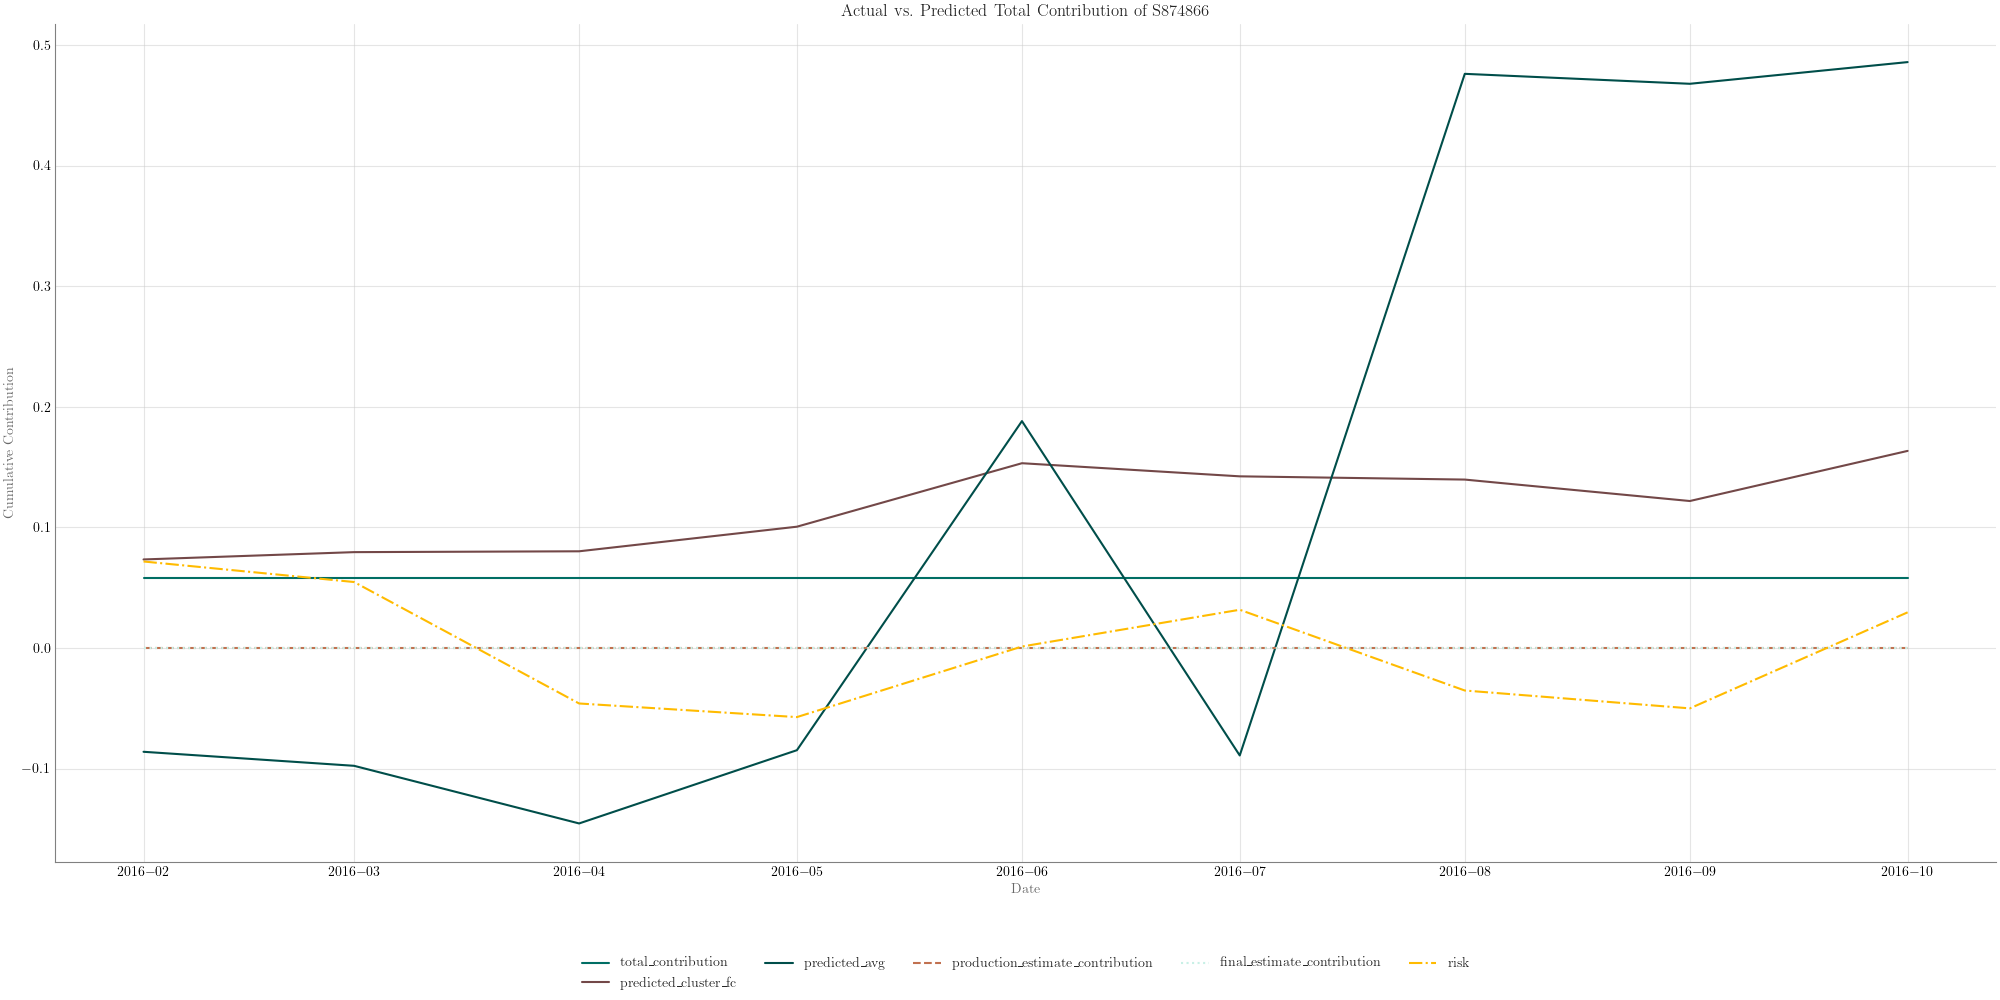 Actual vs. Predicted Total Contribution of S874866
Cumulative Contribution
0.5
0.4
0.3
0.2
0.1
0.0
−0.1
2016−02 2016−03 2016−04 2016−05 2016−06 2016−07 2016−08 2016−09 2016−10
Date
total_contribution predicted_avg production_estimate_contribution final_estimate_contribution risk
predicted_cluster_fc